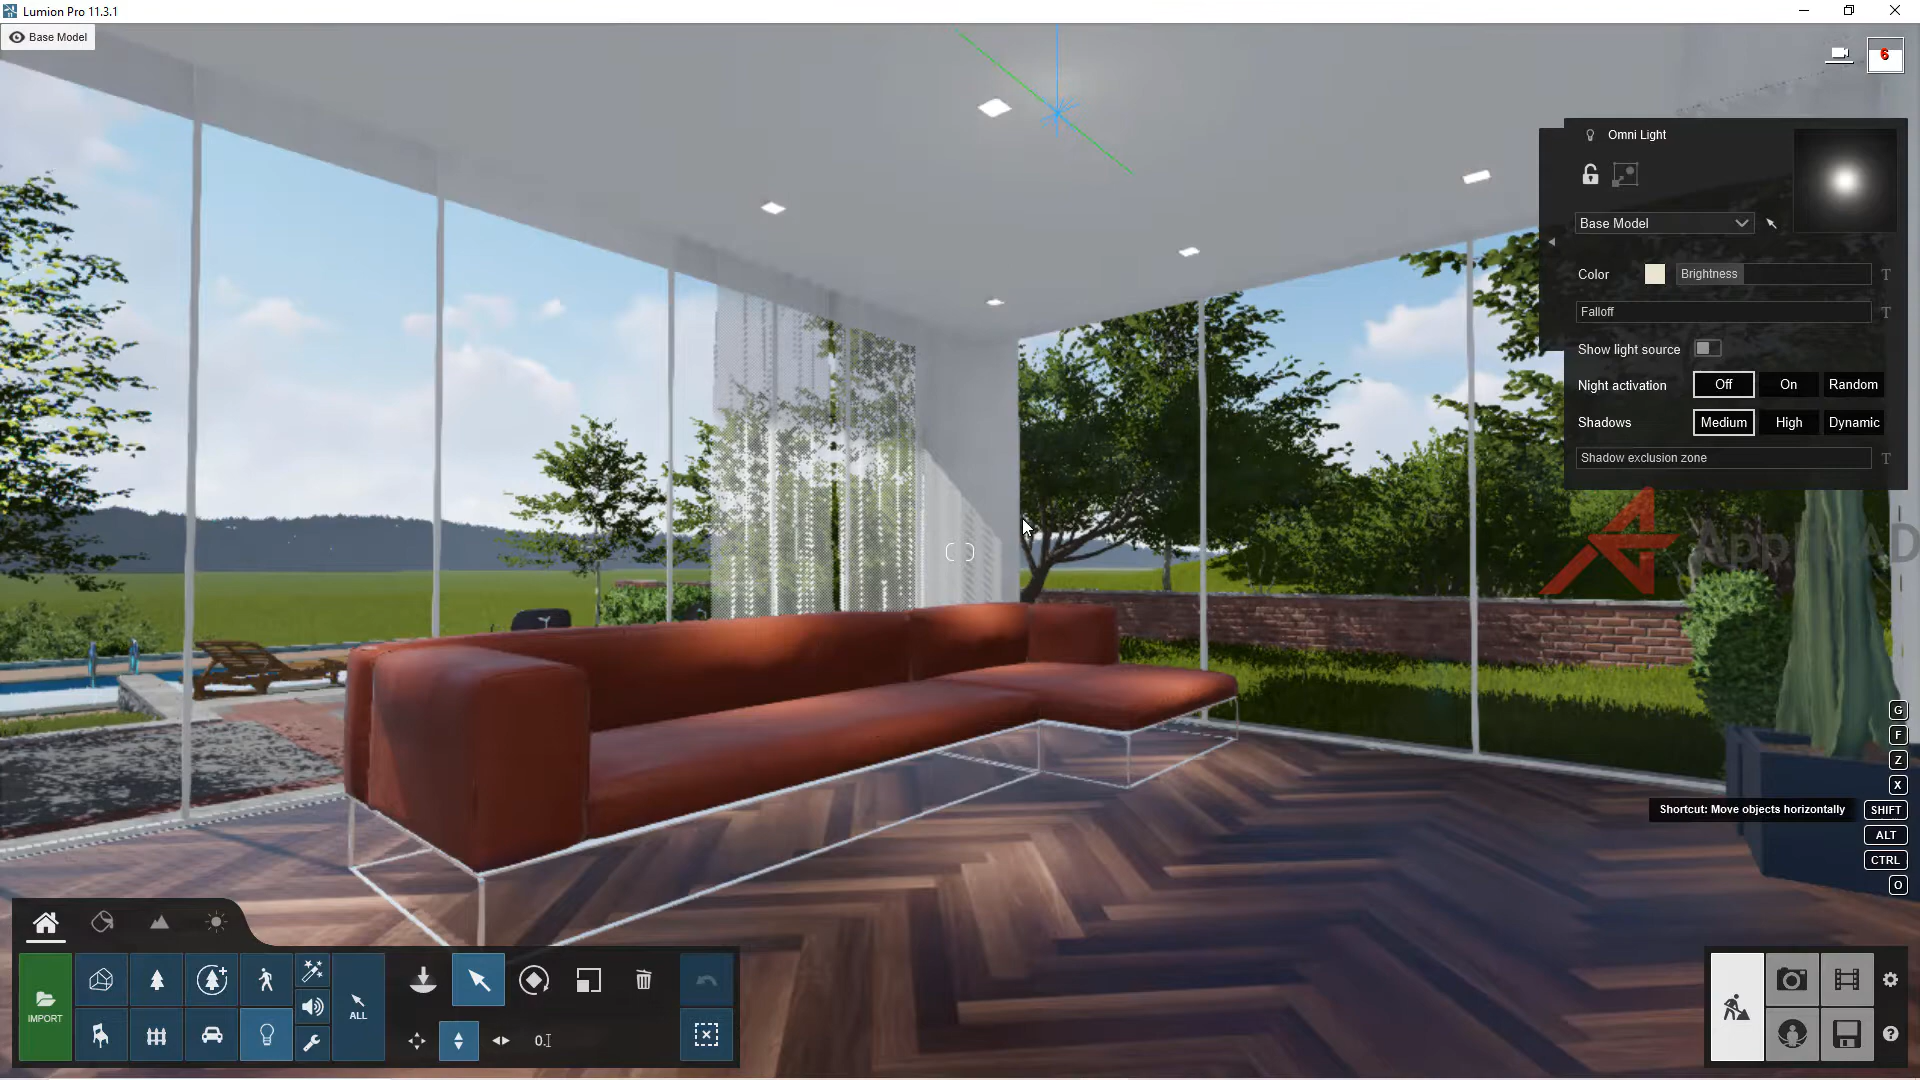 Lumion Pro 11.3.1
Base Model
6
Omni Light
Base Model
Color
Brightness
T
Falloff
T
Show light source
Night activation
Off
On
Random
Shadows
Medium
High
Dynamic
Shadow exclusion zone
T
G
F
Z
X
Shortcut: Move objects horizontally
SHIFT
ALT
CTRL
O
IMPORT
ALL
?